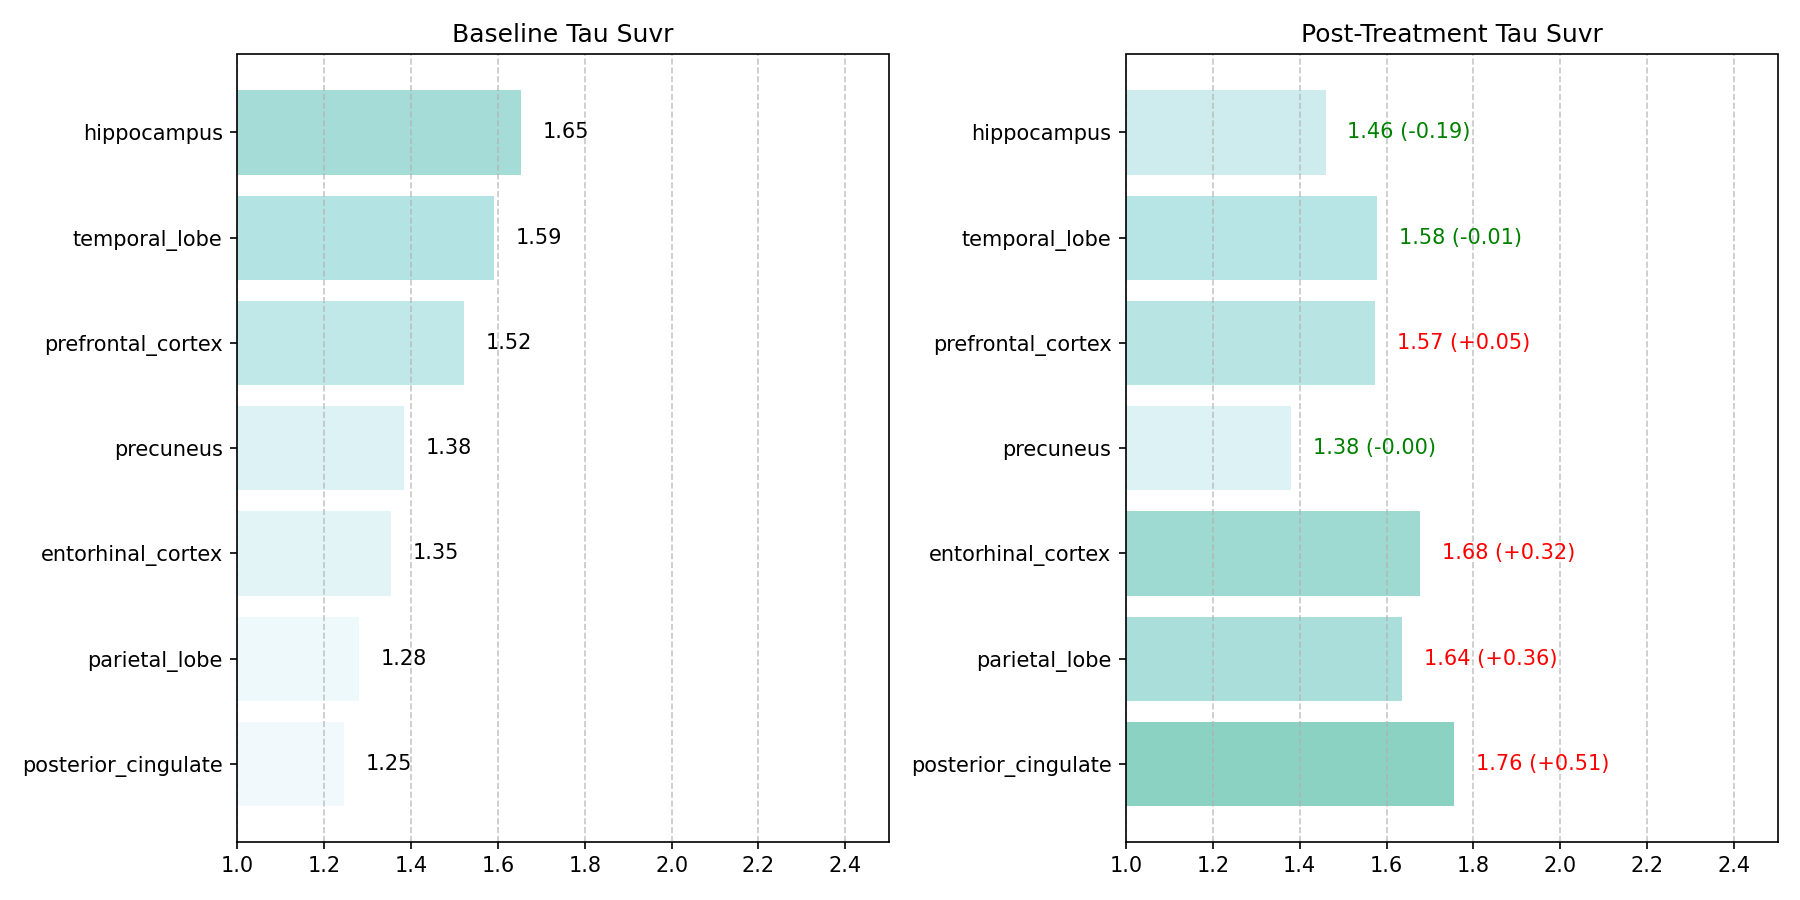 Baseline Tau Suvr
hippocampus 1.65
temporal_lobe 1.59
prefrontal_cortex 1.52
precuneus 1.38
entorhinal_cortex 1.35
parietal_lobe 1.28
posterior_cingulate 1.25
1.0 1.2 1.4 1.6 1.8 2.0 2.2 2.4
Post-Treatment Tau Suvr
hippocampus 1.46 (-0.19)
temporal_lobe 1.58 (-0.01)
prefrontal_cortex 1.57 (+0.05)
precuneus 1.38 (-0.00)
entorhinal_cortex 1.68 (+0.32)
parietal_lobe 1.64 (+0.36)
posterior_cingulate 1.76 (+0.51)
1.0 1.2 1.4 1.6 1.8 2.0 2.2 2.4